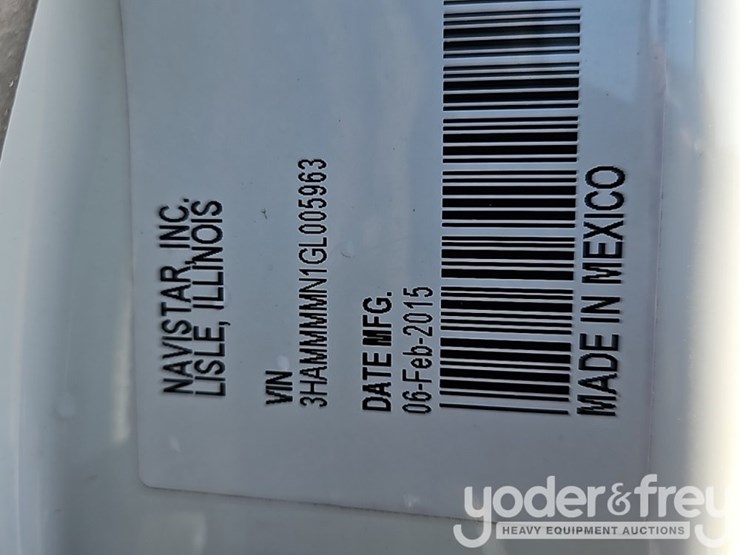 NAVISTAR, INC.
LISLE, ILLINOIS
VIN
3HAMMMMN1GL005963
DATE MFG.
06-Feb-2015
MADE IN MEXICO
yoder&frey
HEAVY EQUIPMENT AUCTIONS